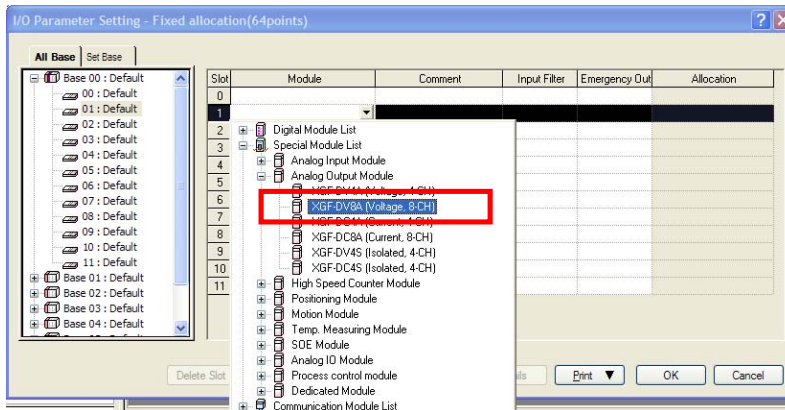 I/O Parameter Setting - Fixed allocation(64points)
All Base Set Base
Base 00 : Default
00 : Default
01 : Default
02 : Default
03 : Default
04 : Default
05 : Default
06 : Default
07 : Default
08 : Default
09 : Default
10 : Default
11 : Default
Base 01 : Default
Base 02 : Default
Base 03 : Default
Base 04 : Default
Slot Module Comment Input Filter Emergency Out Allocation
0
1
2
3
4
5
6
7
8
9
10
11
Digital Module List
Special Module List
Analog Input Module
Analog Output Module
XGF-DV4A (Voltage, 4-CH)
XGF-DV8A (Voltage, 8-CH)
XGF-DC4A (Current, 4-CH)
XGF-DC8A (Current, 8-CH)
XGF-DV4S (Isolated, 4-CH)
XGF-DC4S (Isolated, 4-CH)
High Speed Counter Module
Positioning Module
Motion Module
Temp. Measuring Module
SOE Module
Analog IO Module
Process control module
Dedicated Module
Communication Module List
Delete Slot Print OK Cancel